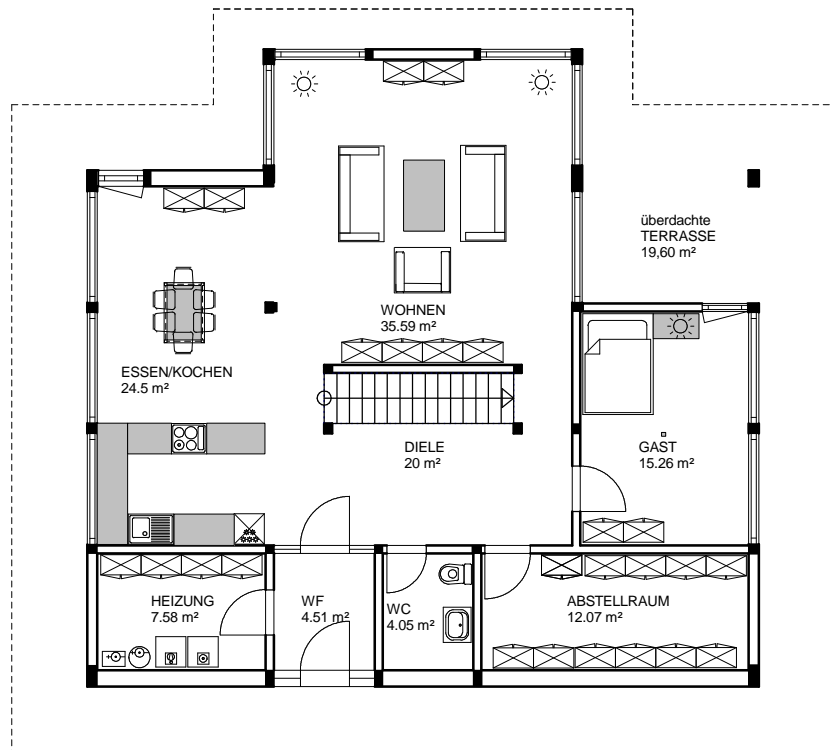 überdachte
TERRASSE
19,60 m²
WOHNEN
35.59 m²
ESSEN/KOCHEN
24.5 m²
DIELE
20 m²
GAST
15.26 m²
HEIZUNG
7.58 m²
WF
4.51 m²
WC
4.05 m²
ABSTELLRAUM
12.07 m²